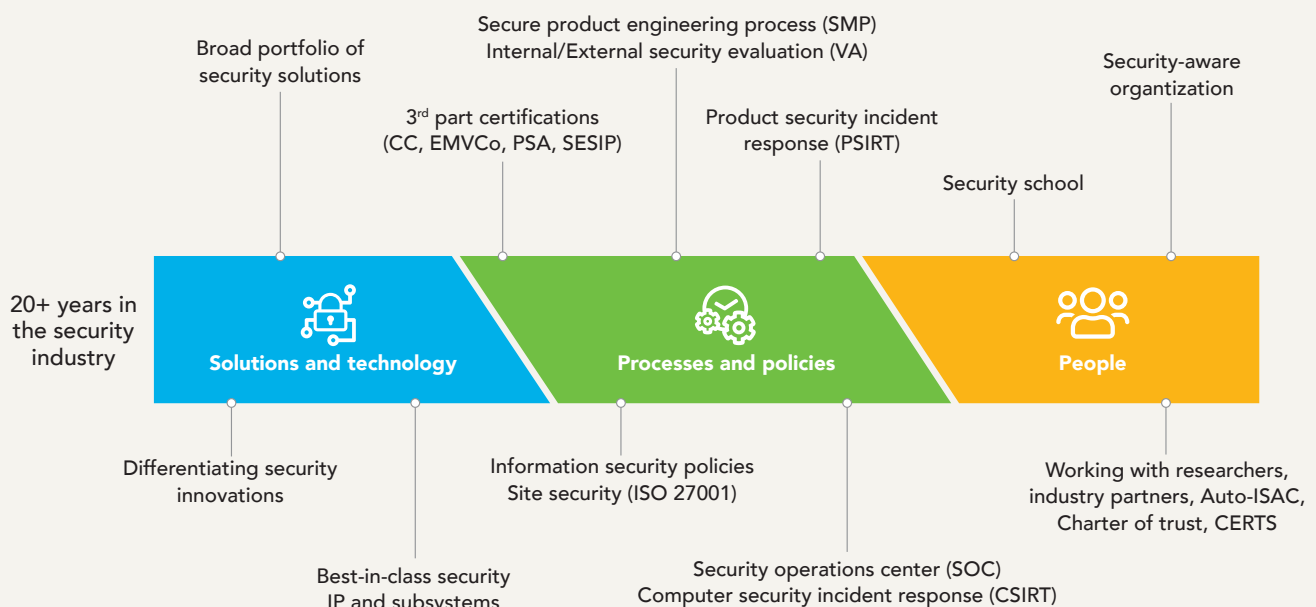 Secure product engineering process (SMP)
Internal/External security evaluation (VA)
Broad portfolio of
security solutions
Security-aware
organtization
3rd part certifications
(CC, EMVCo, PSA, SESIP)
Product security incident
response (PSIRT)
Security school
20+ years in
the security
industry
Solutions and technology
Processes and policies
People
Differentiating security
innovations
Information security policies
Site security (ISO 27001)
Working with researchers,
industry partners, Auto-ISAC,
Charter of trust, CERTS
Best-in-class security
IP and subsystems
Security operations center (SOC)
Computer security incident response (CSIRT)